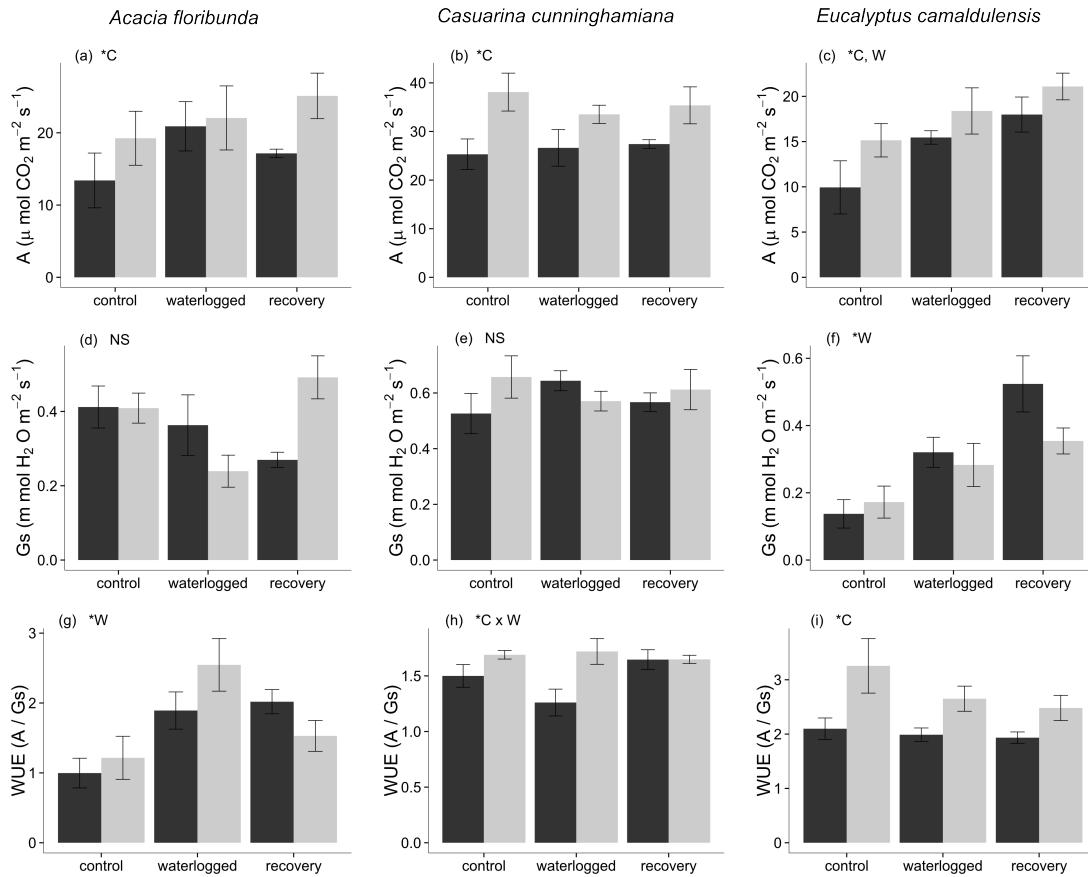 Acacia floribunda
Casuarina cunninghamiana
Eucalyptus camaldulensis
(a) *C
A (μ mol CO₂ m⁻² s⁻¹)
20
10
0
control
waterlogged
recovery
(b) *C
A (μ mol CO₂ m⁻² s⁻¹)
40
30
20
10
0
control
waterlogged
recovery
(c) *C, W
A (μ mol CO₂ m⁻² s⁻¹)
20
15
10
5
0
control
waterlogged
recovery
(d) NS
Gs (m mol H₂ O m⁻² s⁻¹)
0.4
0.2
0.0
control
waterlogged
recovery
(e) NS
Gs (m mol H₂ O m⁻² s⁻¹)
0.6
0.4
0.2
0.0
control
waterlogged
recovery
(f) *W
Gs (m mol H₂ O m⁻² s⁻¹)
0.6
0.4
0.2
0.0
control
waterlogged
recovery
(g) *W
WUE (A / Gs)
3
2
1
0
control
waterlogged
recovery
(h) *C x W
WUE (A / Gs)
1.5
1.0
0.5
0.0
control
waterlogged
recovery
(i) *C
WUE (A / Gs)
3
2
1
0
control
waterlogged
recovery